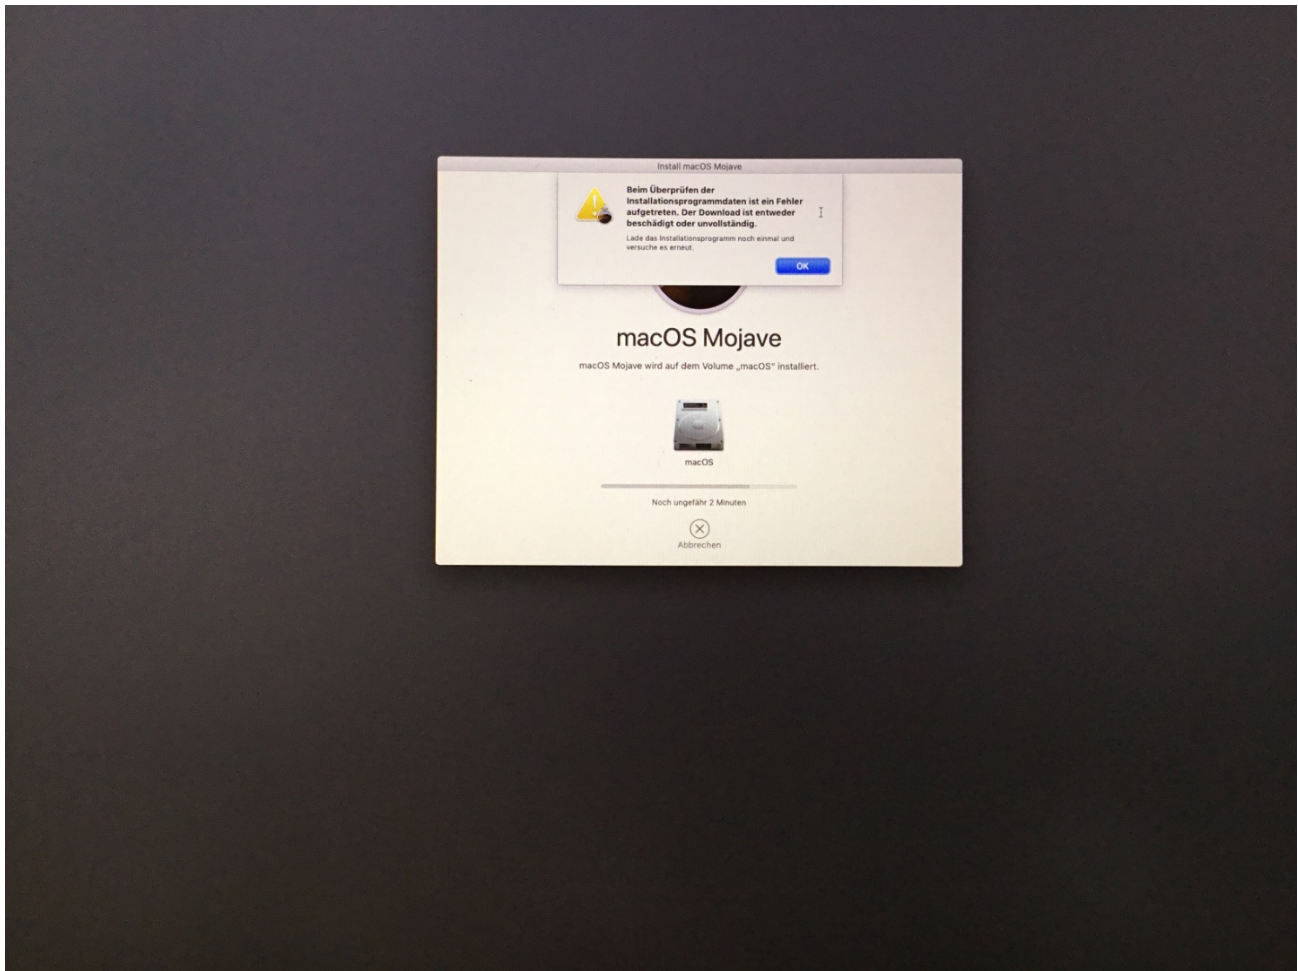 Install macOS Mojave
Beim Überprüfen der
Installationsprogrammdaten ist ein Fehler
aufgetreten. Der Download ist entweder
beschädigt oder unvollständig.
Lade das Installationsprogramm noch einmal und
versuche es erneut.
OK
macOS Mojave
macOS Mojave wird auf dem Volume „macOS“ installiert.
macOS
Noch ungefähr 2 Minuten
Abbrechen